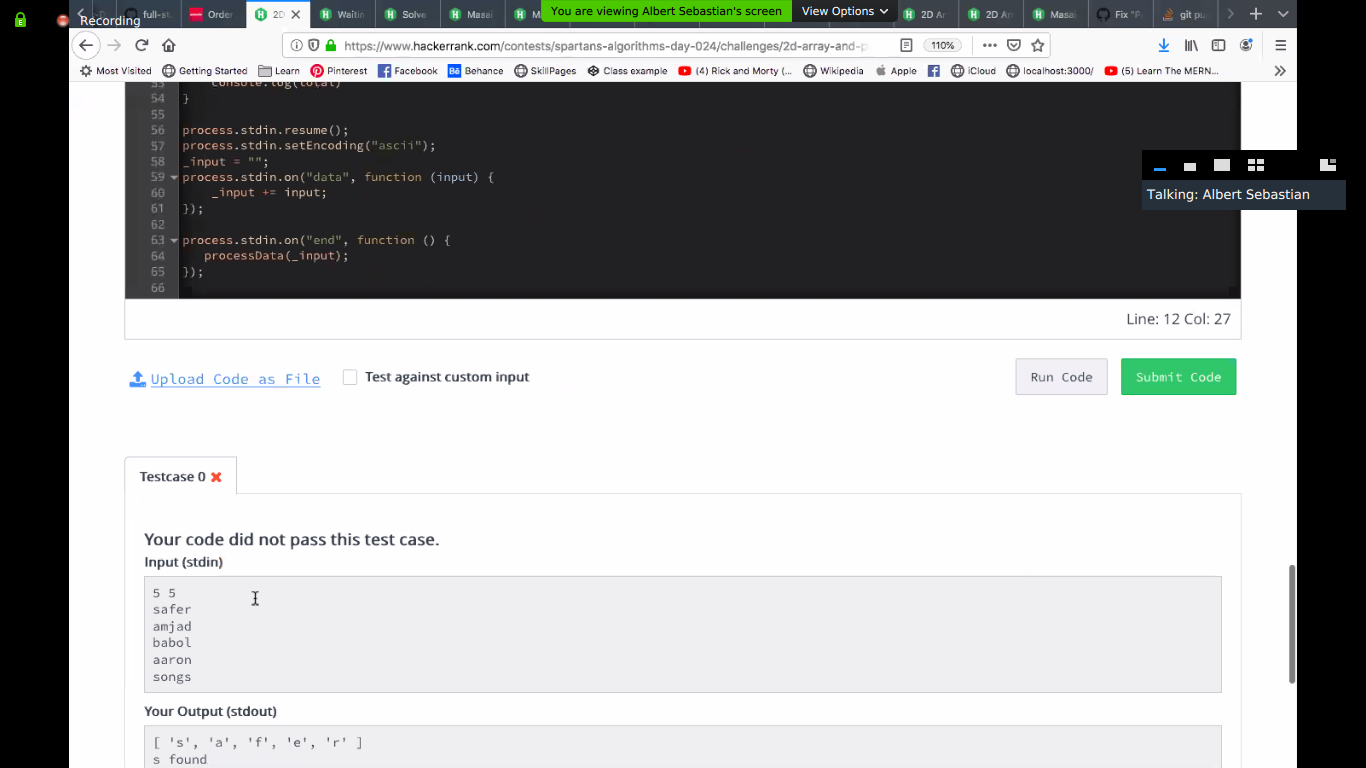 Recording
You are viewing Albert Sebastian's screen
View Options
full-st
Order
2D
Waitin
Solve
Masai
M
2D Ar
2D Ar
Masai
Fix "P
git pu
https://www.hackerrank.com/contests/spartans-algorithms-day-024/challenges/2d-array-and-p
110%
Most Visited
Getting Started
Learn
Pinterest
Facebook
Behance
SkillPages
Class example
(4) Rick and Morty (...
Wikipedia
Apple
iCloud
localhost:3000/
(5) Learn The MERN...
53 console.log(total)
54 }
55
56 process.stdin.resume();
57 process.stdin.setEncoding("ascii");
58 _input = "";
59 process.stdin.on("data", function (input) {
60 _input += input;
61 });
62
63 process.stdin.on("end", function () {
64 processData(_input);
65 });
66
Talking: Albert Sebastian
Line: 12 Col: 27
Upload Code as File
Test against custom input
Run Code
Submit Code
Testcase 0
Your code did not pass this test case.
Input (stdin)
5 5
safer
amjad
babol
aaron
songs
Your Output (stdout)
[ 's', 'a', 'f', 'e', 'r' ]
s found